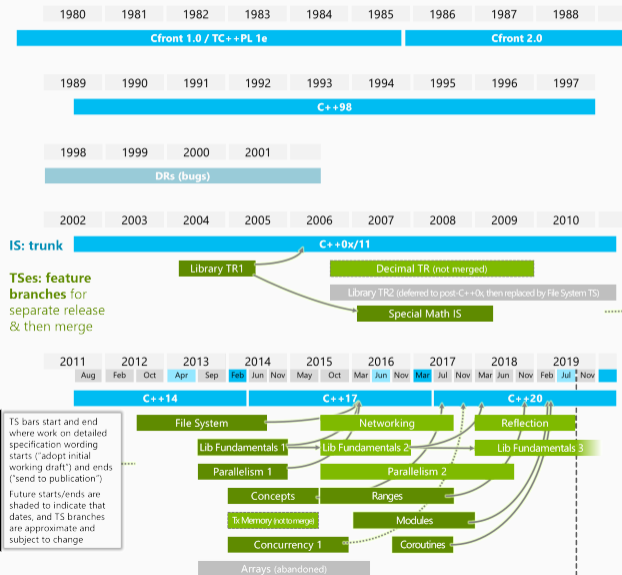 1980 1981 1982 1983 1984 1985 1986 1987 1988
Cfront 1.0 / TC++PL 1e Cfront 2.0
1989 1990 1991 1992 1993 1994 1995 1996 1997
C++98
1998 1999 2000 2001
DRs (bugs)
2002 2003 2004 2005 2006 2007 2008 2009 2010
IS: trunk C++0x/11
Library TR1 Decimal TR (not merged)
TSes: feature
branches for
separate release
& then merge
Library TR2 (deferred to post-C++0x, then replaced by File System TS)
Special Math IS
2011 2012 2013 2014 2015 2016 2017 2018 2019
Aug Feb Oct Apr Sep Feb Jun Nov May Oct Mar Jun Nov Mar Jul Nov Mar Jun Nov Feb Jul Nov
C++14 C++17 C++20
TS bars start and end
where work on detailed
specification wording
starts ("adopt initial
working draft") and ends
("send to publication")
Future starts/ends are
shaded to indicate that
dates, and TS branches
are approximate and
subject to change
File System Networking Reflection
Lib Fundamentals 1 Lib Fundamentals 2 Lib Fundamentals 3
Parallelism 1 Parallelism 2
Concepts Ranges
Tx Memory (not to merge) Modules
Concurrency 1 Coroutines
Arrays (abandoned)